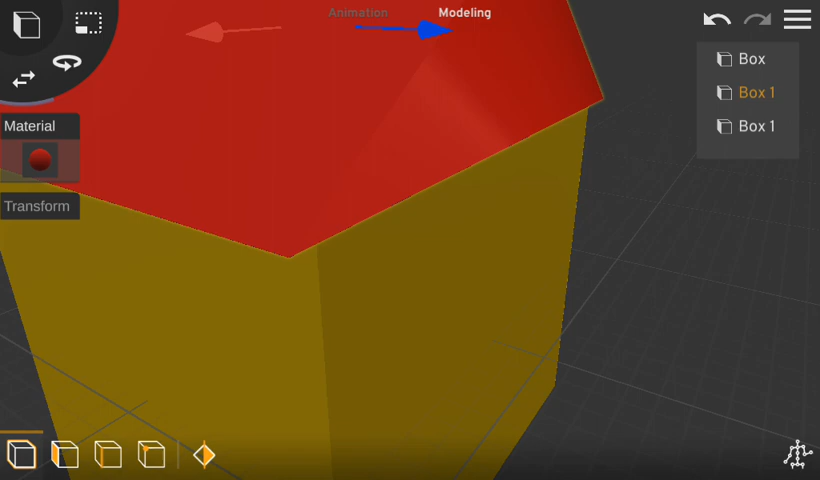 Animation Modeling
Box
Material
Box 1
Box 1
Transform